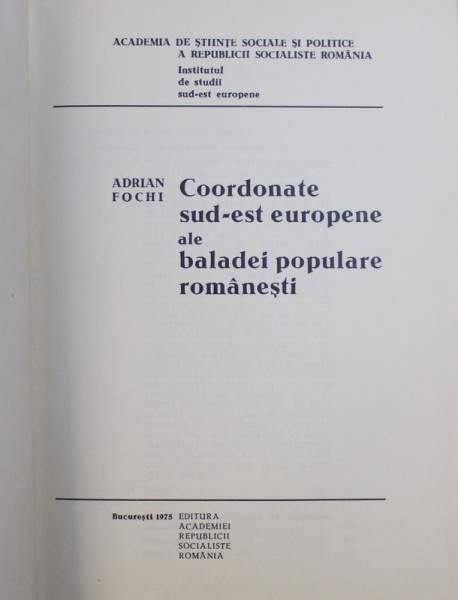 ACADEMIA DE ȘTIINȚE SOCIALE ȘI POLITICE
A REPUBLICII SOCIALISTE ROMÂNIA
Institutul
de studii
sud-est europene
ADRIAN
FOCHI
Coordonate
sud-est europene
ale
baladei populare
românești
București 1975
EDITURA
ACADEMIEI
REPUBLICII
SOCIALISTE
ROMÂNIA